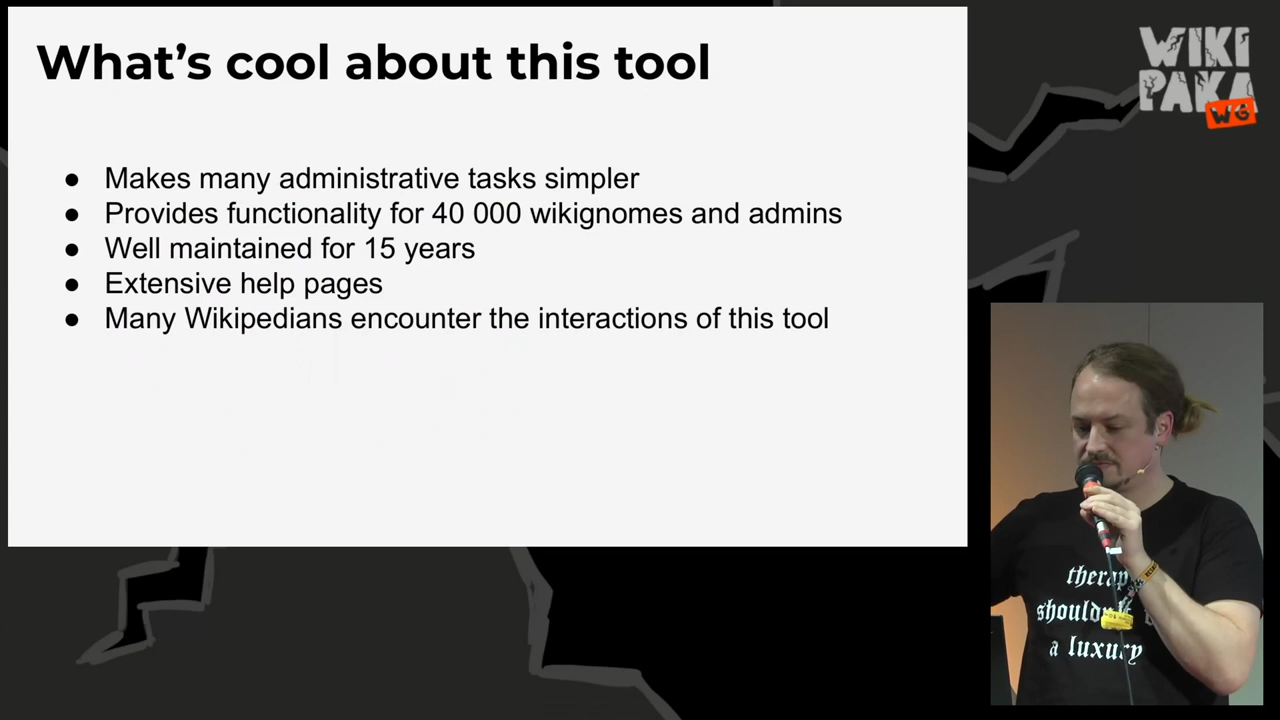 What's cool about this tool
● Makes many administrative tasks simpler
● Provides functionality for 40 000 wikignomes and admins
● Well maintained for 15 years
● Extensive help pages
● Many Wikipedians encounter the interactions of this tool
WIKI
PAKA
WG
a luxury